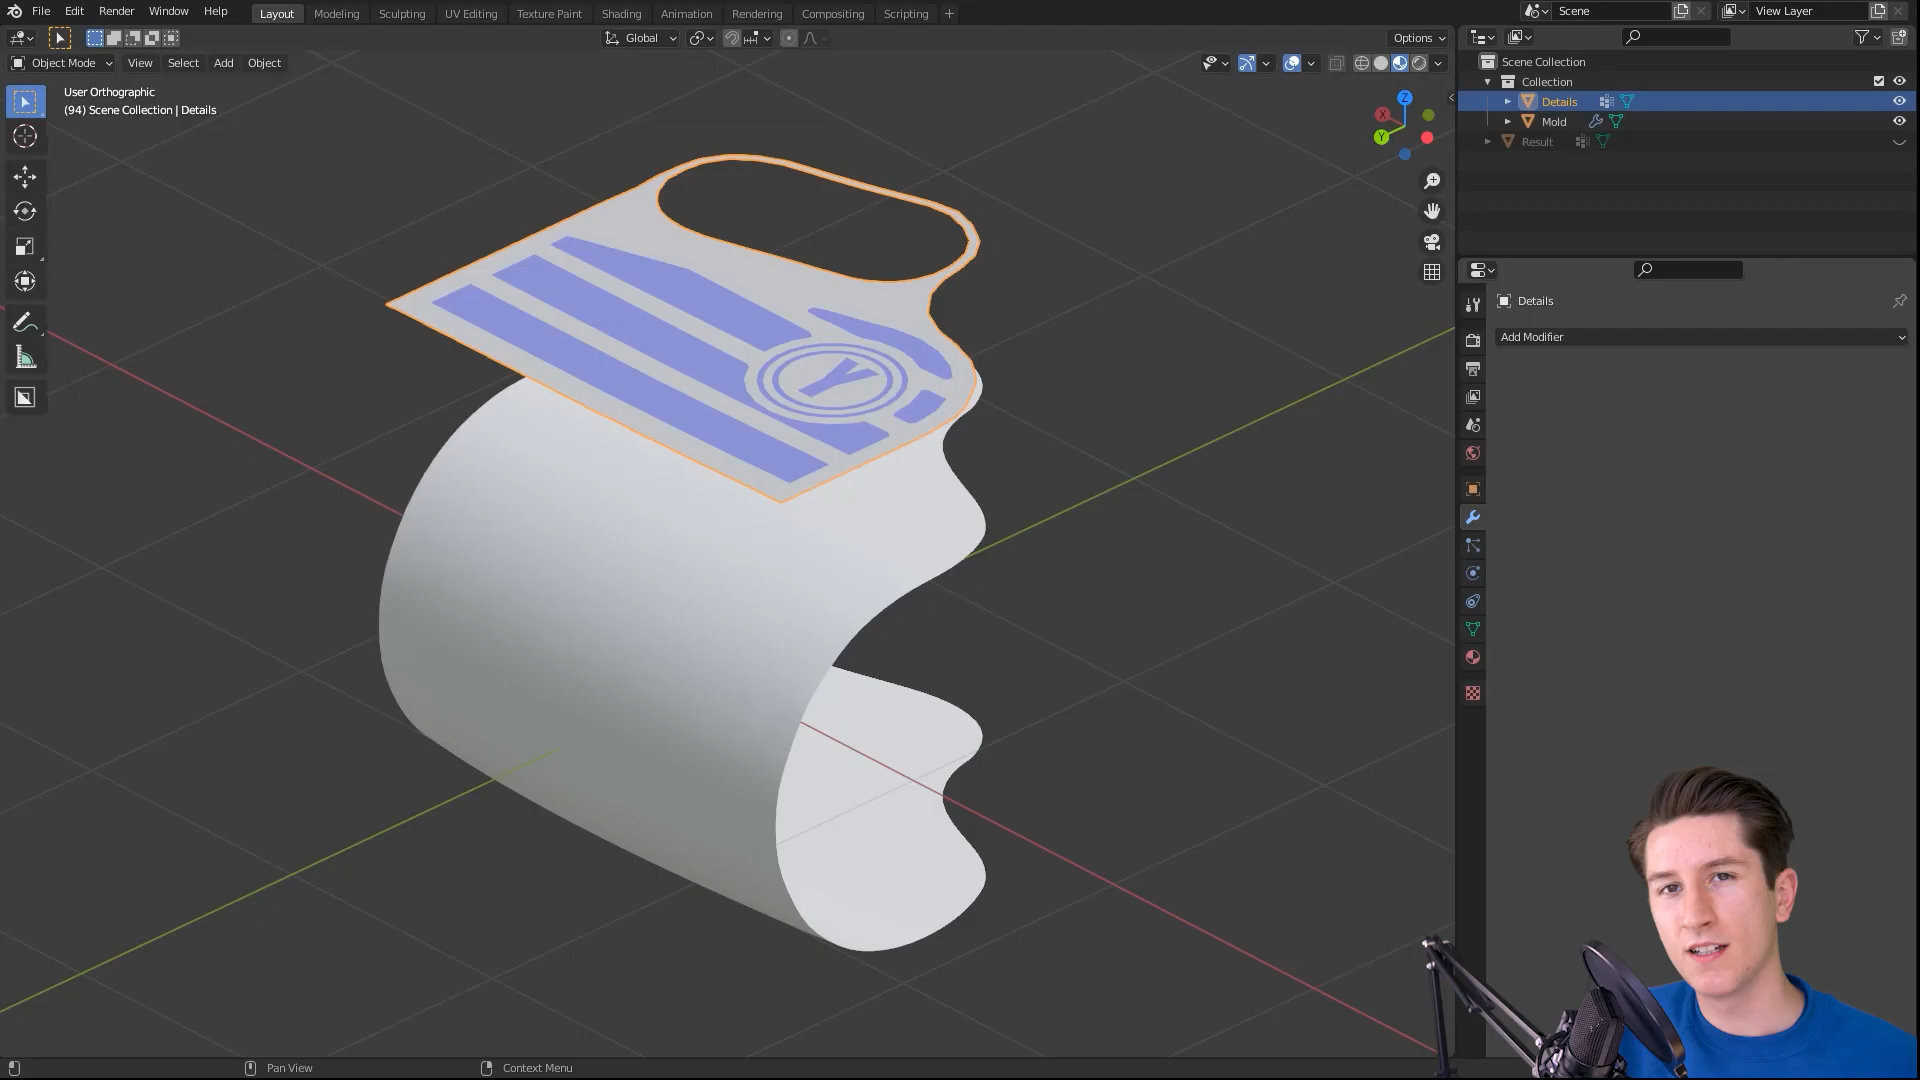 File Edit Render Window Help Layout Modeling Sculpting UV Editing Texture Paint Shading Animation Rendering Compositing Scripting + Scene View Layer
Global Options
Object Mode View Select Add Object
User Orthographic
(94) Scene Collection | Details
Z
X
Y
Y
Scene Collection
Collection
Details
Mold
Result
Details
Add Modifier
Pan View Context Menu